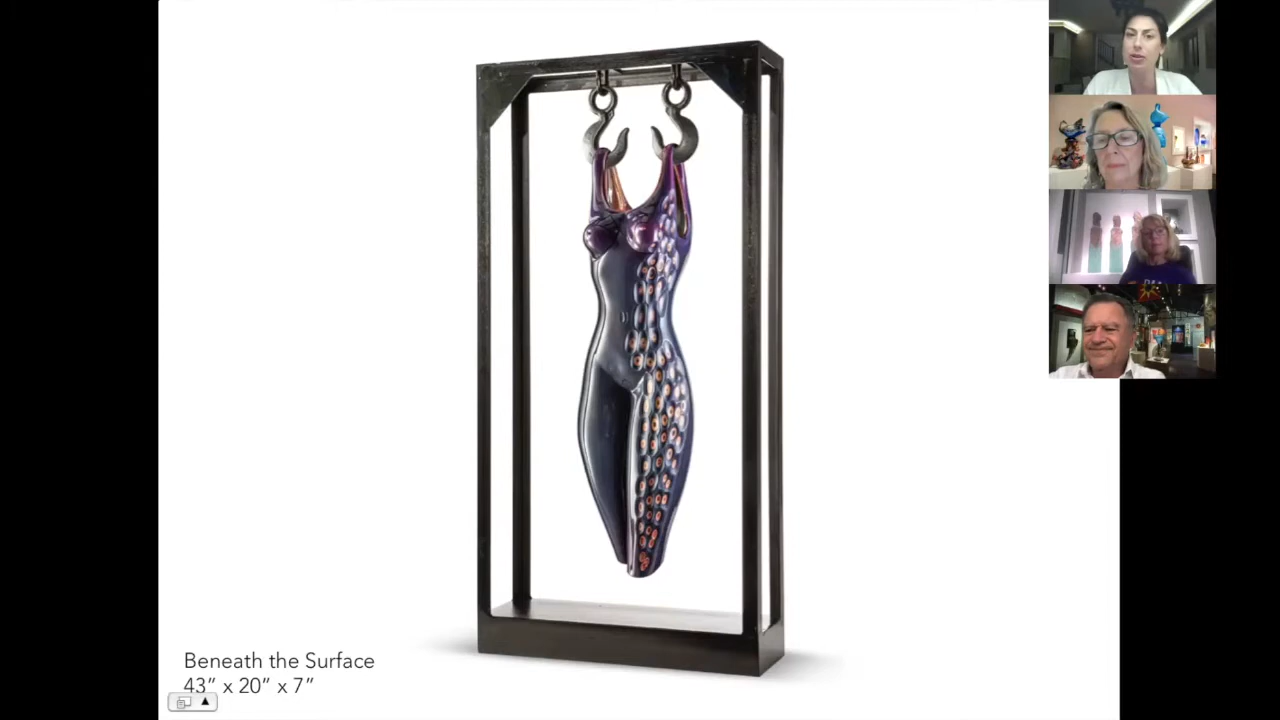 Beneath the Surface
43” x 20” x 7”